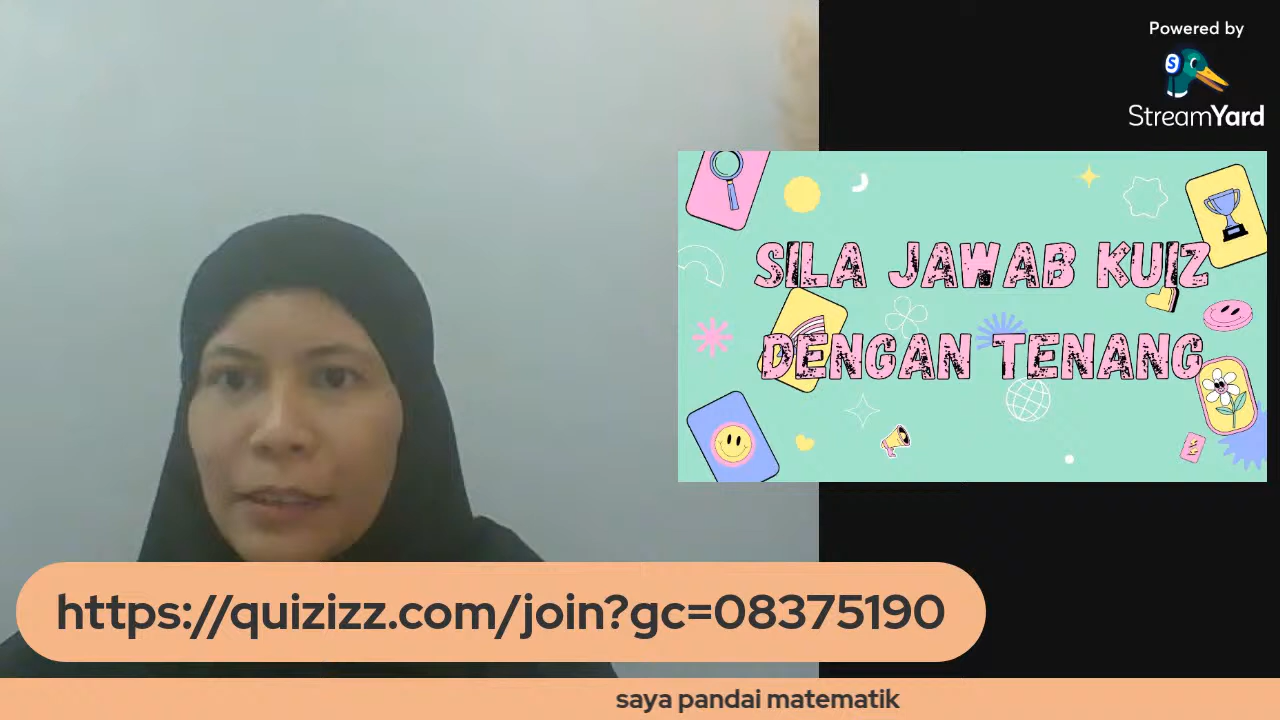 Powered by
StreamYard
SILA JAWAB KUIZ
DENGAN TENANG
https://quizizz.com/join?gc=08375190
saya pandai matematik